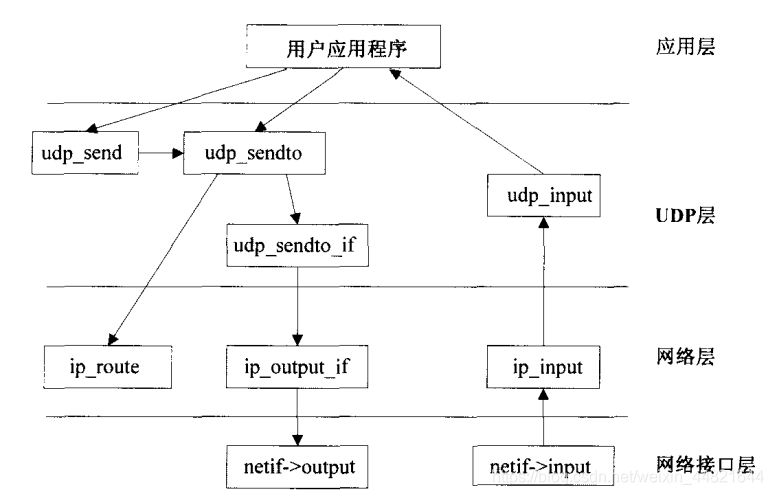 用户应用程序
应用层
udp_send
udp_sendto
udp_input
UDP层
udp_sendto_if
ip_route
ip_output_if
ip_input
网络层
netif->output
netif->input
网络接口层
https://blog.csdn.net/weixin_44821644